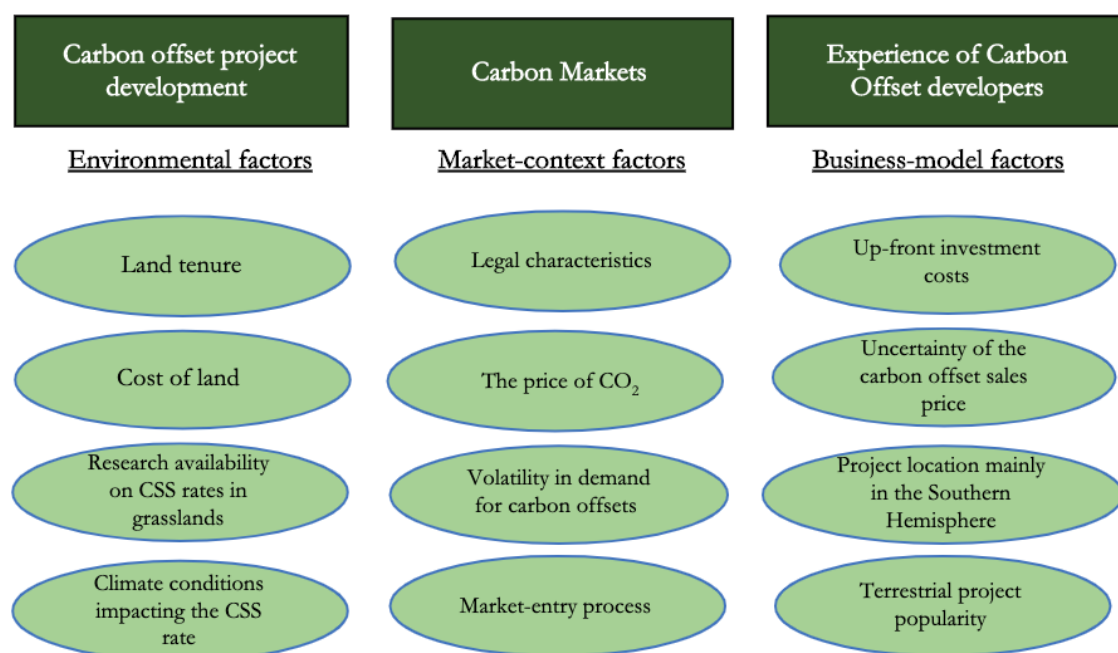 Carbon offset project
development
Carbon Markets
Experience of Carbon
Offset developers
Environmental factors
Market-context factors
Business-model factors
Land tenure
Legal characteristics
Up-front investment
costs
Cost of land
The price of CO₂
Uncertainty of the
carbon offset sales
price
Research availability
on CSS rates in
grasslands
Volatility in demand
for carbon offsets
Project location mainly
in the Southern
Hemisphere
Climate conditions
impacting the CSS
rate
Market-entry process
Terrestrial project
popularity